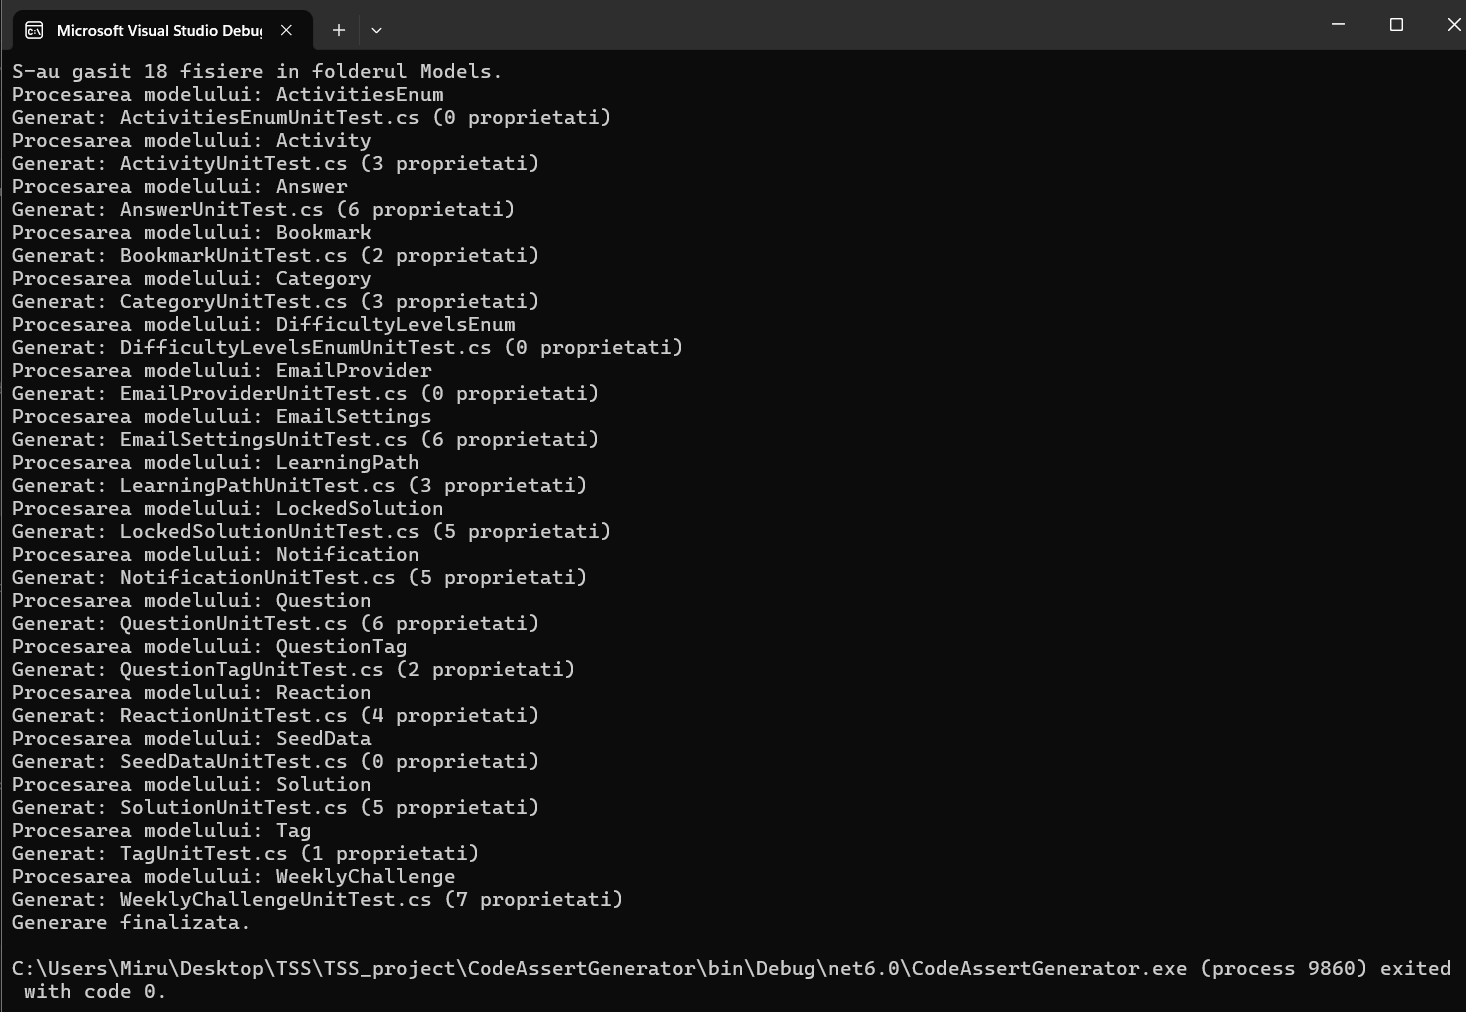 Microsoft Visual Studio Debug
S-au gasit 18 fisiere in folderul Models.
Procesarea modelului: ActivitiesEnum
Generat: ActivitiesEnumUnitTest.cs (0 proprietati)
Procesarea modelului: Activity
Generat: ActivityUnitTest.cs (3 proprietati)
Procesarea modelului: Answer
Generat: AnswerUnitTest.cs (6 proprietati)
Procesarea modelului: Bookmark
Generat: BookmarkUnitTest.cs (2 proprietati)
Procesarea modelului: Category
Generat: CategoryUnitTest.cs (3 proprietati)
Procesarea modelului: DifficultyLevelsEnum
Generat: DifficultyLevelsEnumUnitTest.cs (0 proprietati)
Procesarea modelului: EmailProvider
Generat: EmailProviderUnitTest.cs (0 proprietati)
Procesarea modelului: EmailSettings
Generat: EmailSettingsUnitTest.cs (6 proprietati)
Procesarea modelului: LearningPath
Generat: LearningPathUnitTest.cs (3 proprietati)
Procesarea modelului: LockedSolution
Generat: LockedSolutionUnitTest.cs (5 proprietati)
Procesarea modelului: Notification
Generat: NotificationUnitTest.cs (5 proprietati)
Procesarea modelului: Question
Generat: QuestionUnitTest.cs (6 proprietati)
Procesarea modelului: QuestionTag
Generat: QuestionTagUnitTest.cs (2 proprietati)
Procesarea modelului: Reaction
Generat: ReactionUnitTest.cs (4 proprietati)
Procesarea modelului: SeedData
Generat: SeedDataUnitTest.cs (0 proprietati)
Procesarea modelului: Solution
Generat: SolutionUnitTest.cs (5 proprietati)
Procesarea modelului: Tag
Generat: TagUnitTest.cs (1 proprietati)
Procesarea modelului: WeeklyChallenge
Generat: WeeklyChallengeUnitTest.cs (7 proprietati)
Generare finalizata.
C:\Users\Miru\Desktop\TSS\TSS_project\CodeAssertGenerator\bin\Debug\net6.0\CodeAssertGenerator.exe (process 9860) exited
with code 0.